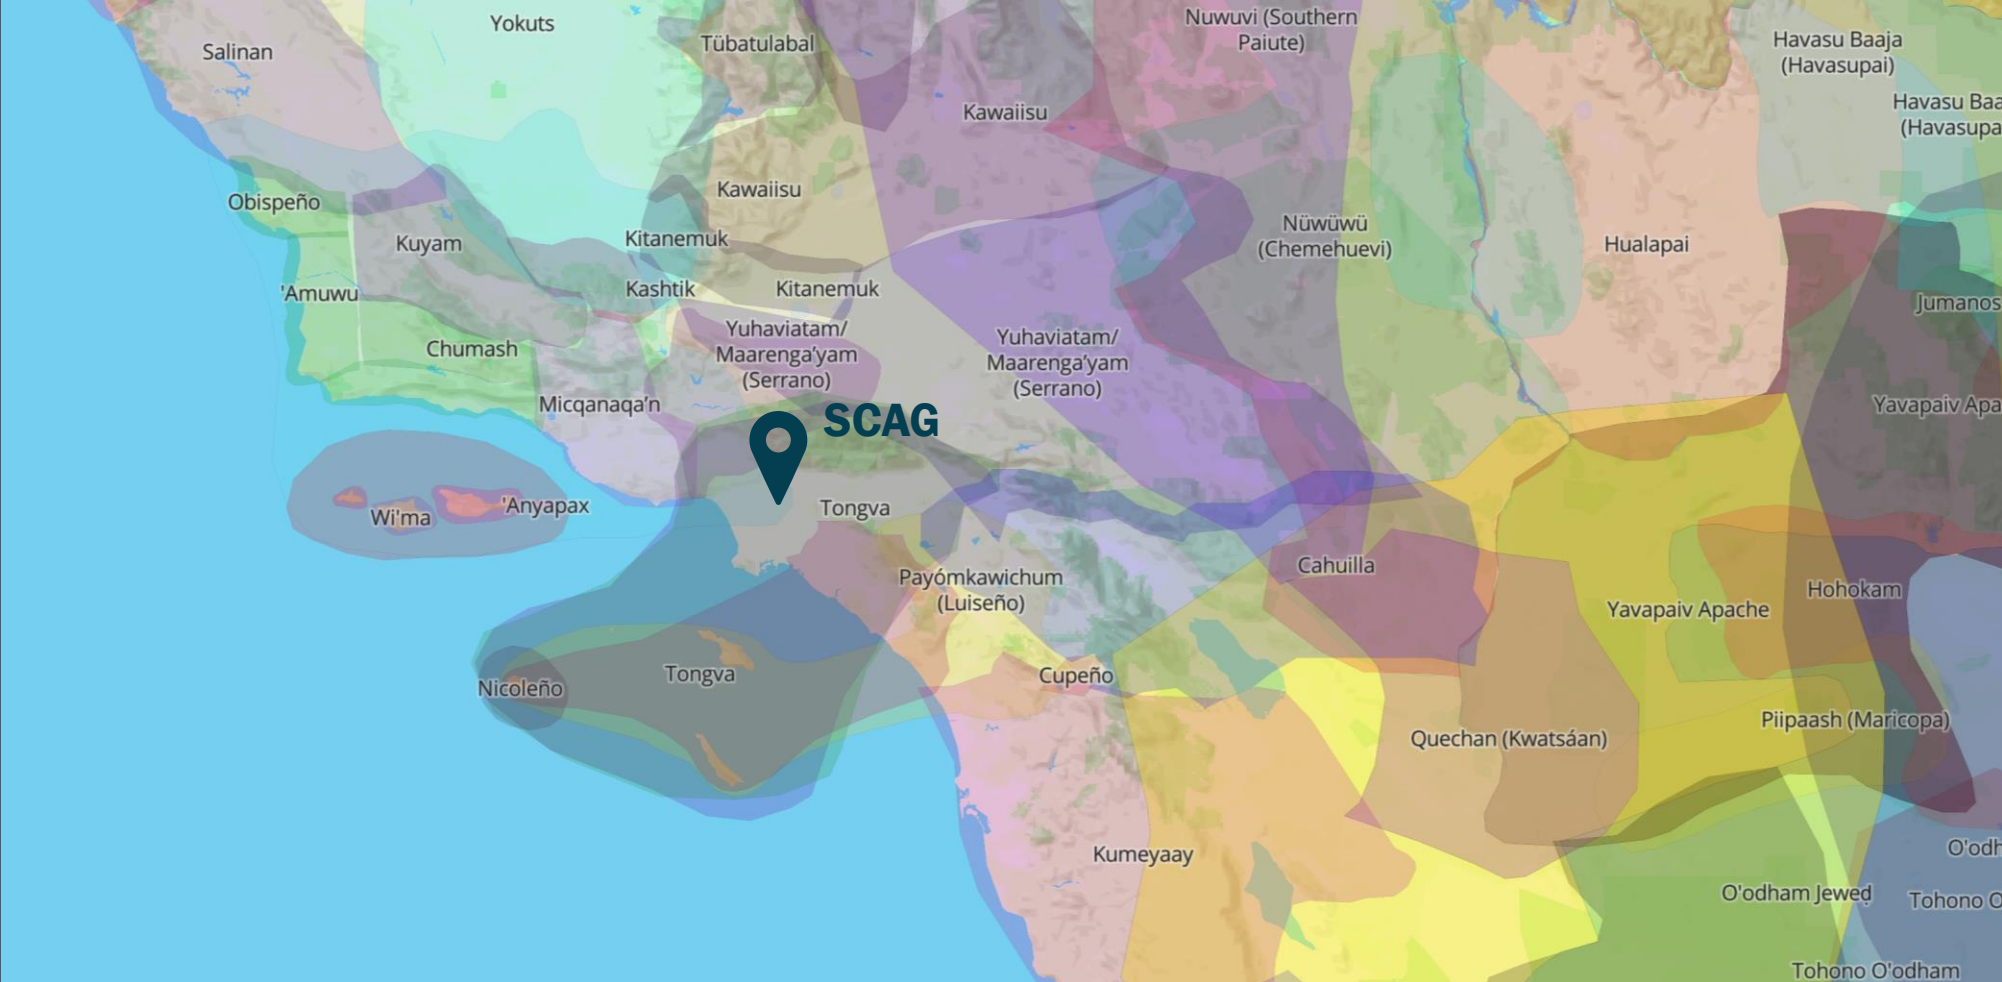 Yokuts
Salinan
Tübatulabal
Nuwuvi (Southern
Paiute)
Havasu Baaja
(Havasupai)
Havasu Baa
(Havasupa
Kawaiisu
Kawaiisu
Obispeño
Kuyam
Kitanemuk
Nüwüwü
(Chemehuevi)
Hualapai
'Amuwu
Kashtik
Kitanemuk
Jumanos
Chumash
Yuhaviatam/
Maarenga'yam
(Serrano)
Yuhaviatam/
Maarenga'yam
(Serrano)
Micqanaqa'n
SCAG
Yavapaiv Apa
Wi'ma
'Anyapax
Tongva
Payómkawichum
(Luiseño)
Cahuilla
Yavapaiv Apache
Hohokam
Nicoleño
Tongva
Cupeño
Quechan (Kwatsáan)
Piipaash (Maricopa)
Kumeyaay
O'odh
O'odham Jeweḍ
Tohono O
Tohono O'odham